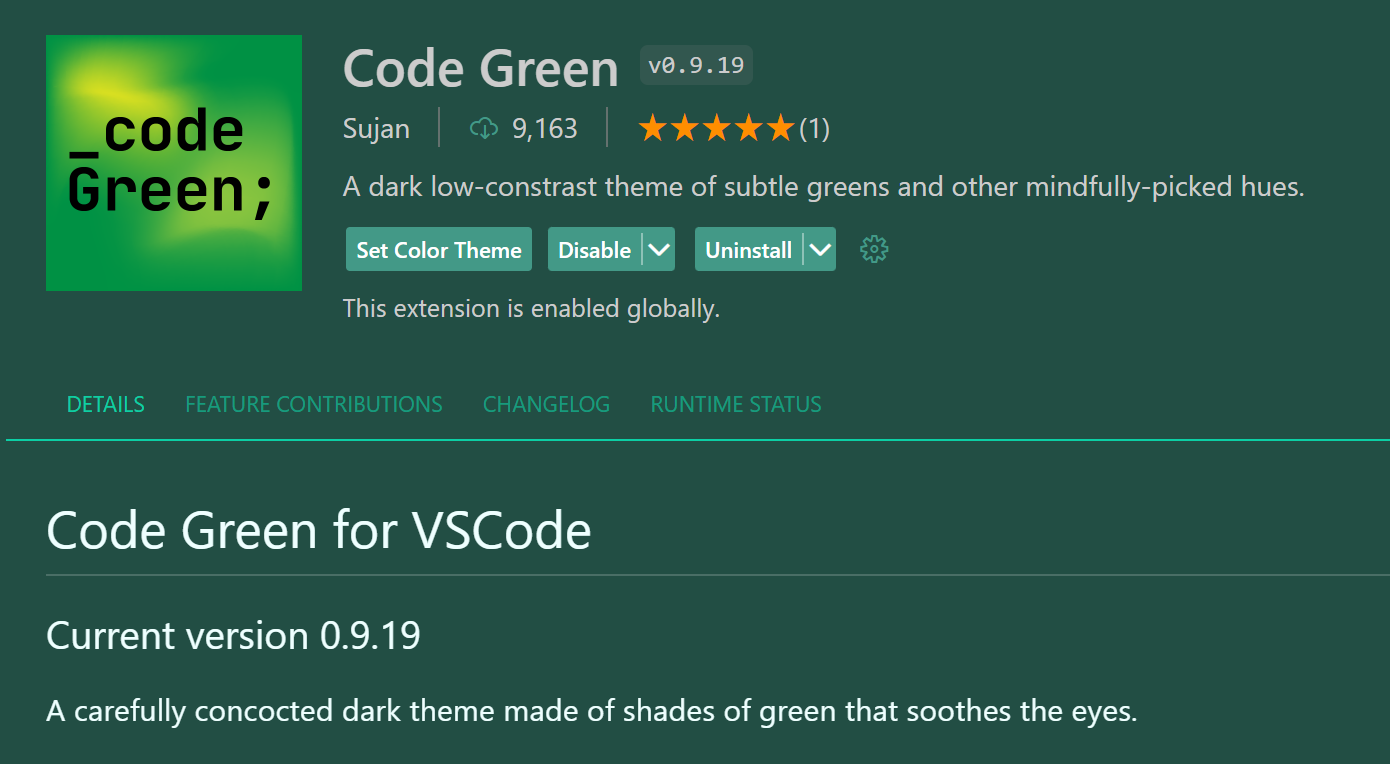 _code
Green;
Code Green v0.9.19
Sujan 9,163 (1)
A dark low-constrast theme of subtle greens and other mindfully-picked hues.
Set Color Theme Disable Uninstall
This extension is enabled globally.
DETAILS FEATURE CONTRIBUTIONS CHANGELOG RUNTIME STATUS
Code Green for VSCode
Current version 0.9.19
A carefully concocted dark theme made of shades of green that soothes the eyes.